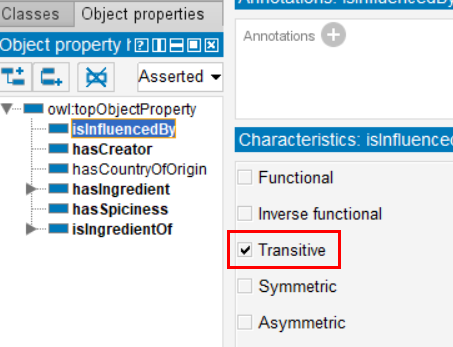 Classes Object properties
Object property h
Asserted
owl:topObjectProperty
isInfluencedBy
hasCreator
hasCountryOfOrigin
hasIngredient
hasSpiciness
isIngredientOf
Annotations: isInfluencedBy
Annotations
Characteristics: isInfluenced
Functional
Inverse functional
Transitive
Symmetric
Asymmetric